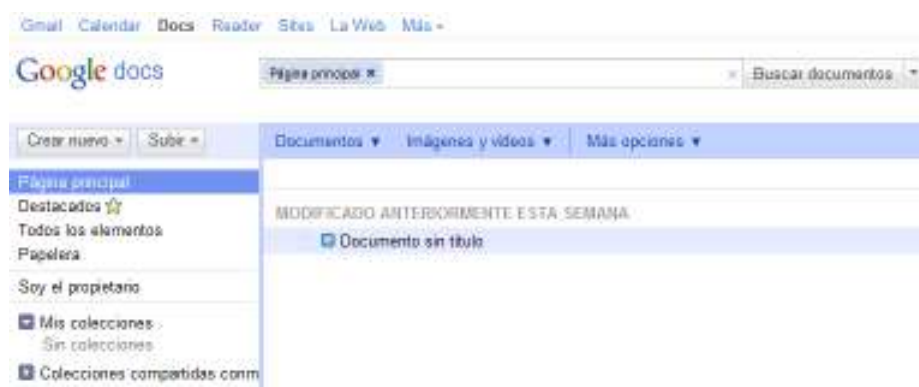 Gmail Calendar Docs Reader Sites La Web Más
Google docs
Página principal
Buscar documentos
Crear nuevo Subir
Documentos Imágenes y vídeos Más opciones
Página principal
Destacados
Todos los elementos
Papelera
Soy el propietario
Mis colecciones
Sin colecciones
Colecciones compartidas conm
MODIFICADO ANTERIORMENTE ESTA SEMANA
Documento sin título